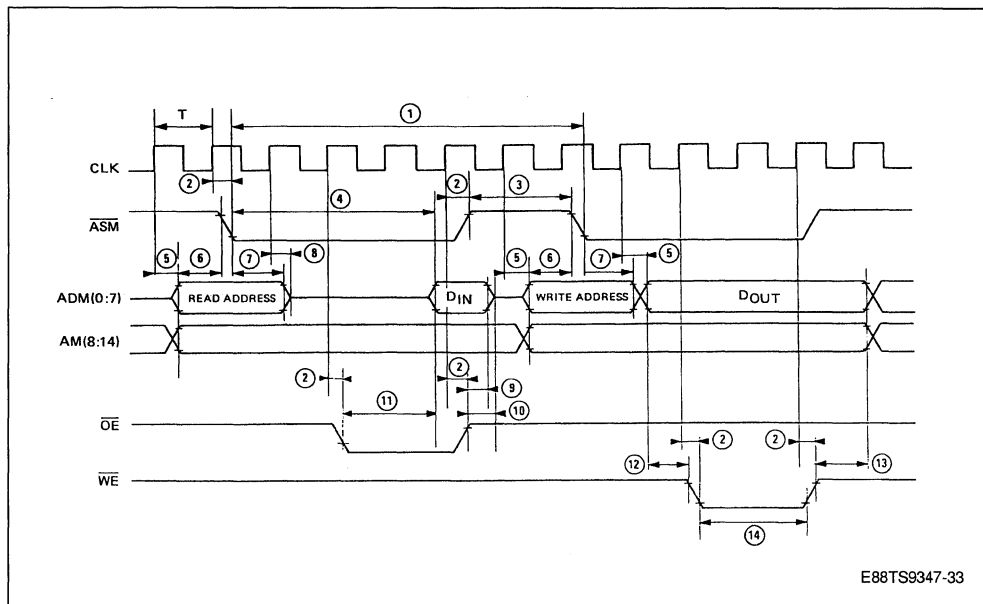 T
①
CLK
②
②
③
④
ASM
⑤
⑥
⑦
⑧
⑤
⑥
⑦
⑤
ADM(0:7)
READ ADDRESS
DIN
WRITE ADDRESS
DOUT
AM(8:14)
②
②
⑨
⑪
⑩
OE
②
②
⑫
⑬
WE
⑭
E88TS9347-33